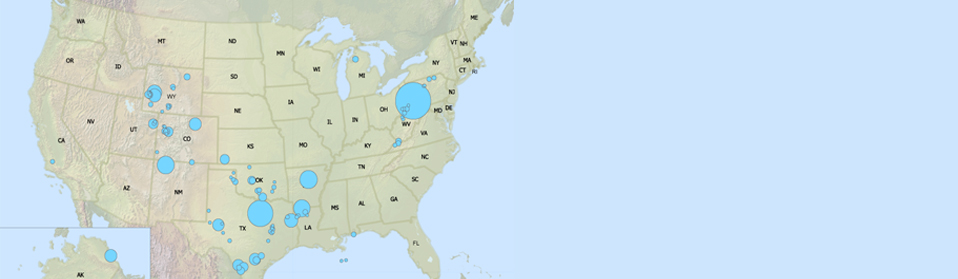 WA
ME
MT
ND
VT NH
MN
OR
ID
NY
MA
WI
CT RI
SD
MI
WY
NJ
IA
NE
OH
MD DE
NV
IL
IN
WV
UT
CO
VA
CA
KS
MO
KY
NC
TN
OK
SC
AZ
NM
MS
AL
GA
TX
LA
FL
AK